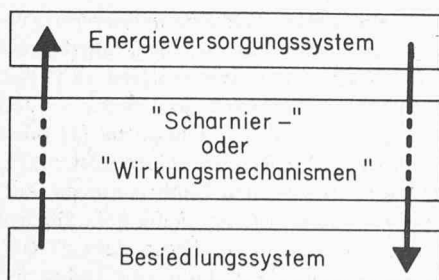 Energieversorgungssystem
"Scharnier-"
oder
"Wirkungsmechanismen"
Besiedlungssystem